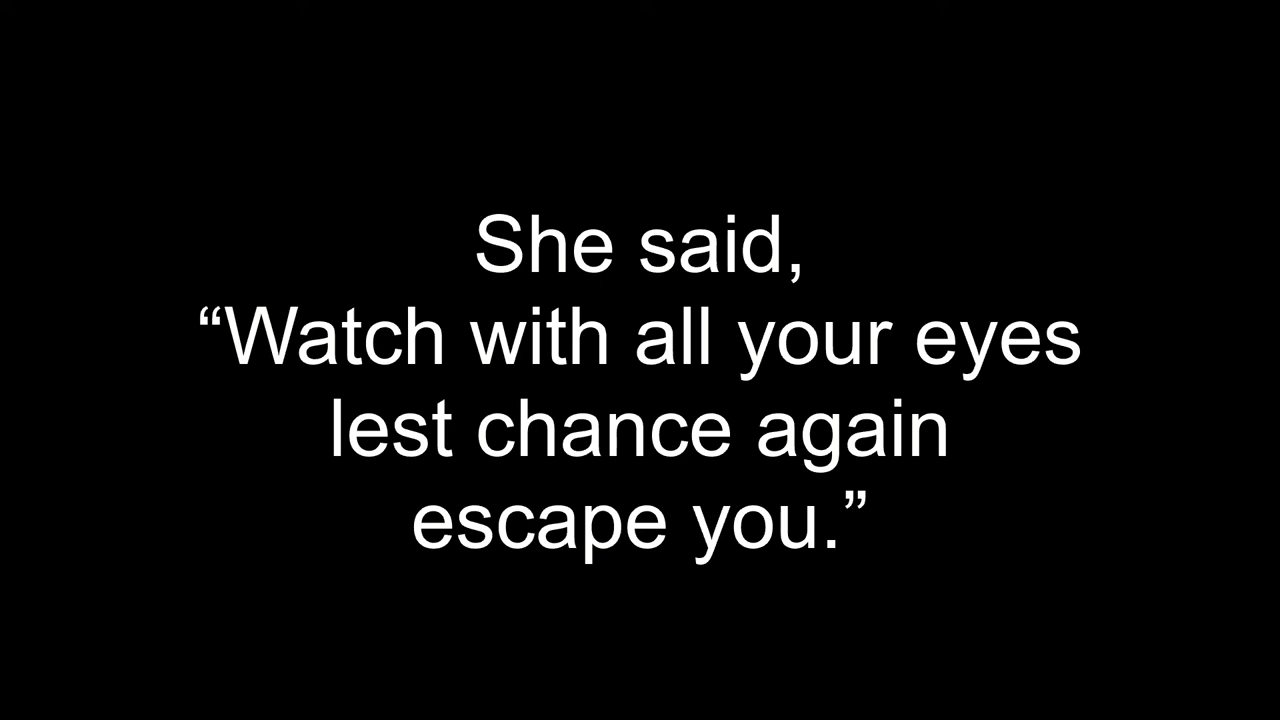 She said,
“Watch with all your eyes
lest chance again
escape you.”